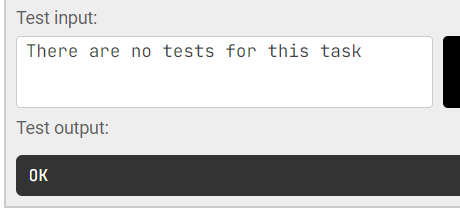 Test input:
There are no tests for this task
Test output:
OK